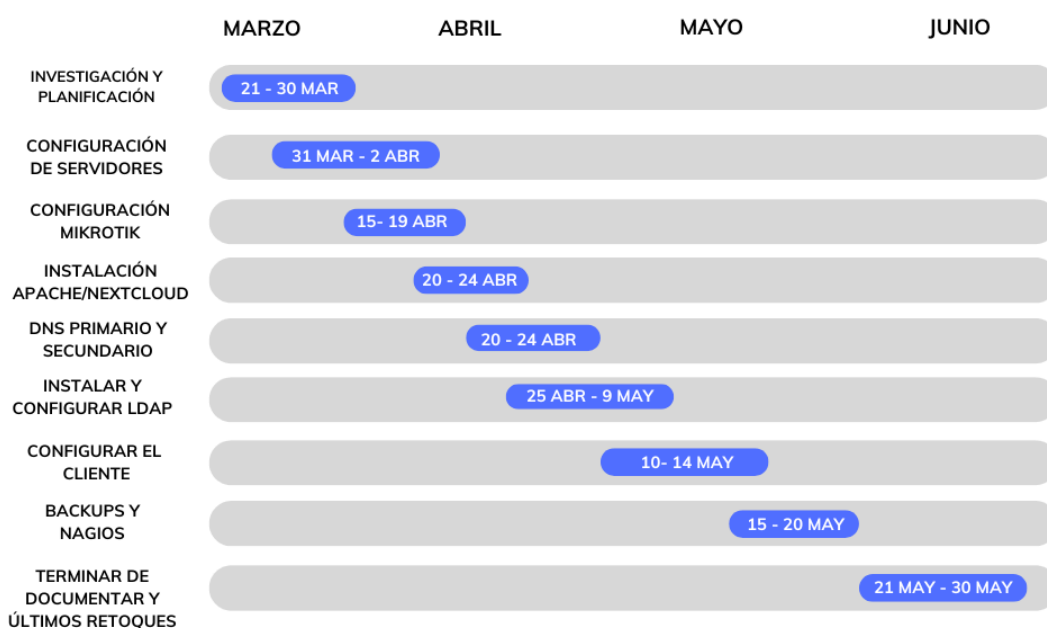 MARZO ABRIL MAYO JUNIO
INVESTIGACIÓN Y
PLANIFICACIÓN
21 - 30 MAR
CONFIGURACIÓN
DE SERVIDORES
31 MAR - 2 ABR
CONFIGURACIÓN
MIKROTIK
15- 19 ABR
INSTALACIÓN
APACHE/NEXTCLOUD
20 - 24 ABR
DNS PRIMARIO Y
SECUNDARIO
20 - 24 ABR
INSTALAR Y
CONFIGURAR LDAP
25 ABR - 9 MAY
CONFIGURAR EL
CLIENTE
10- 14 MAY
BACKUPS Y
NAGIOS
15 - 20 MAY
TERMINAR DE
DOCUMENTAR Y
ÚLTIMOS RETOQUES
21 MAY - 30 MAY